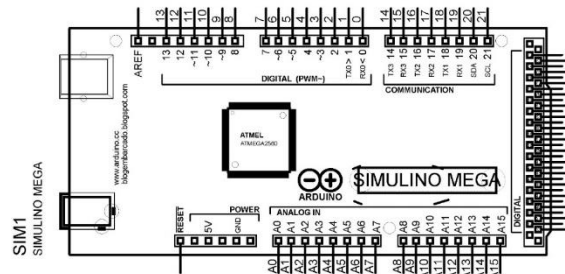 13 12 11 10 9 8 7 6 5 4 3 2 1 0 14 15 16 17 18 19 20 21
AREF 13 12 ~11 ~10 ~9 8 7 ~6 ~5 4 ~3 2 TX0 > 1 RX0 < 0 TX3 14 RX3 15 TX2 16 RX2 17 TX1 18 RX1 19 SDA 20 SCL 21
DIGITAL (PWM~)
COMMUNICATION
www.arduino.cc
blogembarcado.blogspot.com
ATMEL
ATMEGA2560
ARDUINO
SIMULINO MEGA
DIGITAL
SIM1
SIMULINO MEGA
POWER
ANALOG IN
RESET 5V GND A0 A1 A2 A3 A4 A5 A6 A7 A8 A9 A10 A11 A12 A13 A14 A15
A0 A1 A2 A3 A4 A5 A6 A7 A8 A9 A10 A11 A12 A13 A14 A15